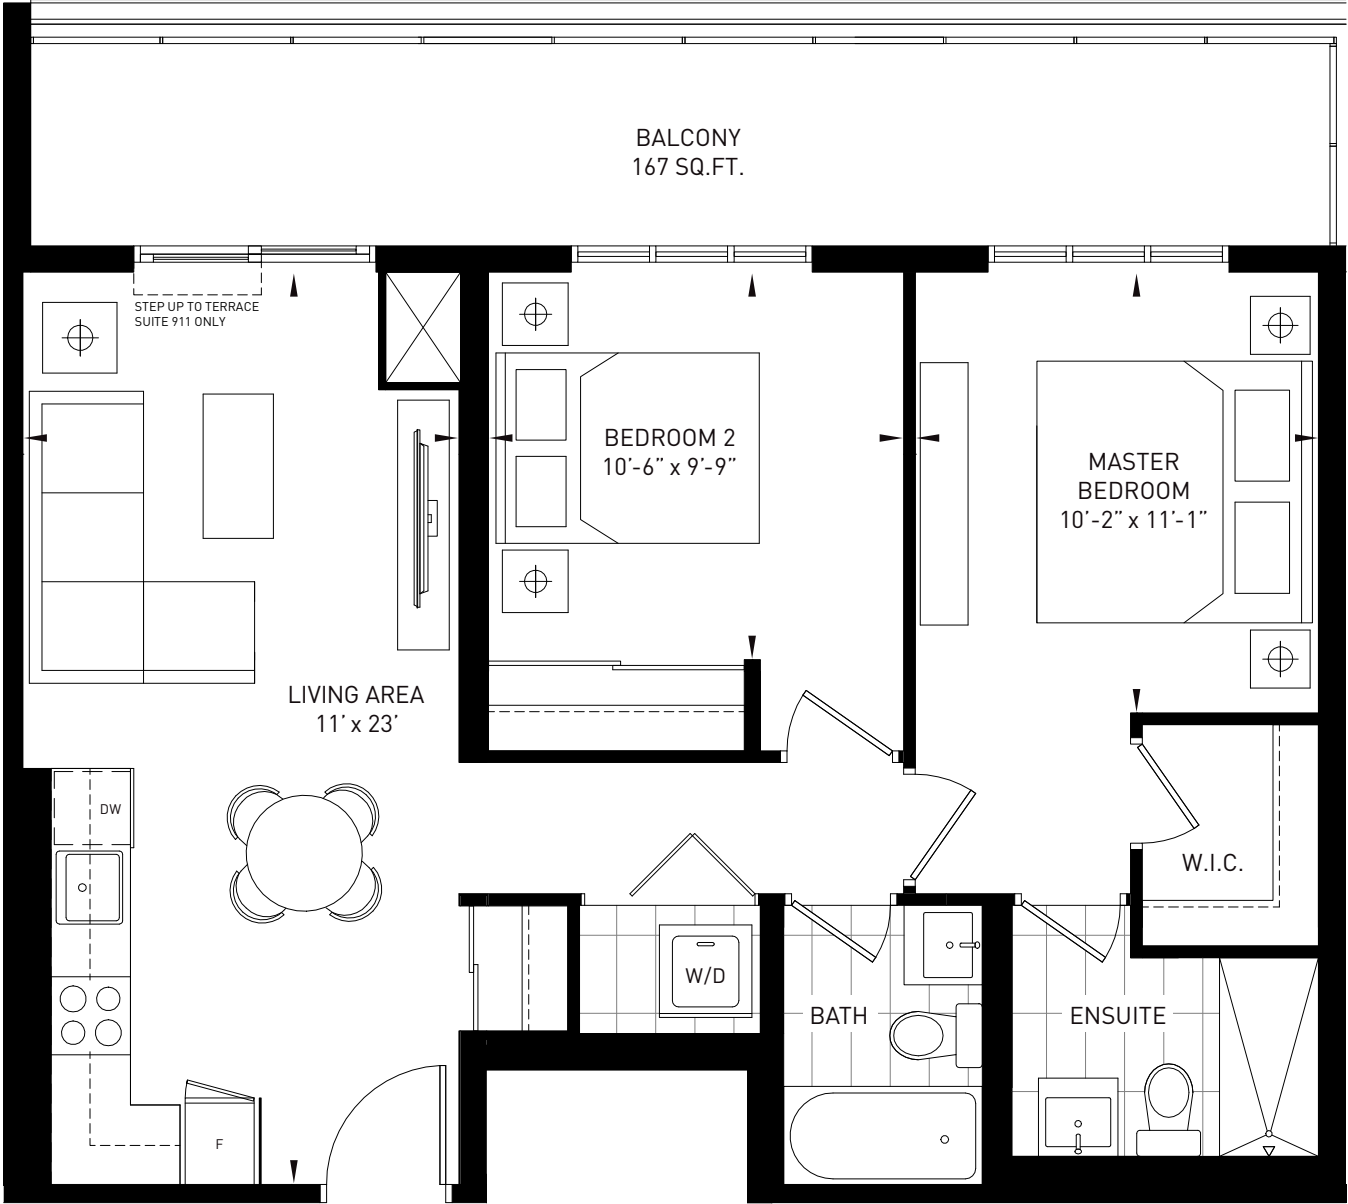 BALCONY
167 SQ.FT.
STEP UP TO TERRACE
SUITE 911 ONLY
BEDROOM 2
10'-6" x 9'-9"
MASTER
BEDROOM
10'-2" x 11'-1"
LIVING AREA
11' x 23'
DW
W.I.C.
W/D
BATH
ENSUITE
F